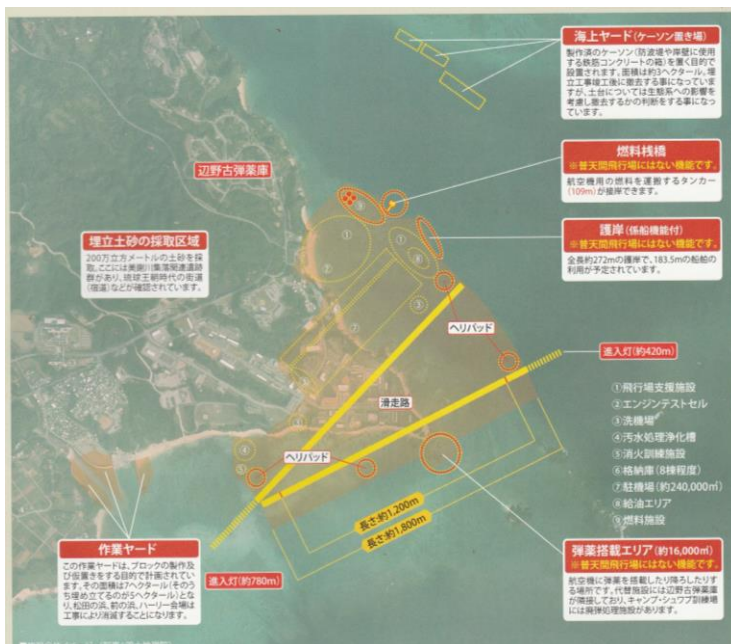 海上ヤード(ケーソン置き場)
製作済のケーソン(防波堤や岸壁に使用
する鉄筋コンクリートの箱)を置く目的で
設置されます。面積は約3ヘクタール。埋
立工事竣工後に撤去する事になっています
が、土台については生態系への影響を
考慮し撤去するかの判断をする事になっ
ています。
燃料桟橋
※普天間飛行場にはない機能です。
航空機用の燃料を運搬するタンカー
(109m)が接岸できます。
護岸(係船機能付)
※普天間飛行場にはない機能です。
全長約272mの護岸で、183.5mの船舶の
利用が予定されています。
辺野古弾薬庫
埋立土砂の採取区域
200万立方メートルの土砂を採
取。ここには美謝川集落関連遺跡
群があり、琉球王朝時代の街道
(宿道)などが確認されています。
ヘリパッド
進入灯(約420m)
滑走路
ヘリパッド
①飛行場支援施設
②エンジンテストセル
③洗機場
④汚水処理浄化槽
⑤消火訓練施設
⑥格納庫(8棟程度)
⑦駐機場(約240,000㎡)
⑧給油エリア
⑨燃料施設
長さ:約1,200m
長さ:約1,800m
作業ヤード
この作業ヤードは、ブロックの製作及
び仮置きをする目的で計画されていま
す。その面積は7ヘクタール(そのう
ち埋め立てるのが5ヘクタール)とな
り、松田の浜、前の浜、ハーリー会場は
工事により消滅することになります。
進入灯(約780m)
弾薬搭載エリア(約16,000㎡)
※普天間飛行場にはない機能です。
航空機に弾薬を搭載したり降ろしたりす
る場所です。代替施設には辺野古弾薬庫
が隣接しており、キャンプ・シュワブ訓練場
には廃弾処理施設があります。